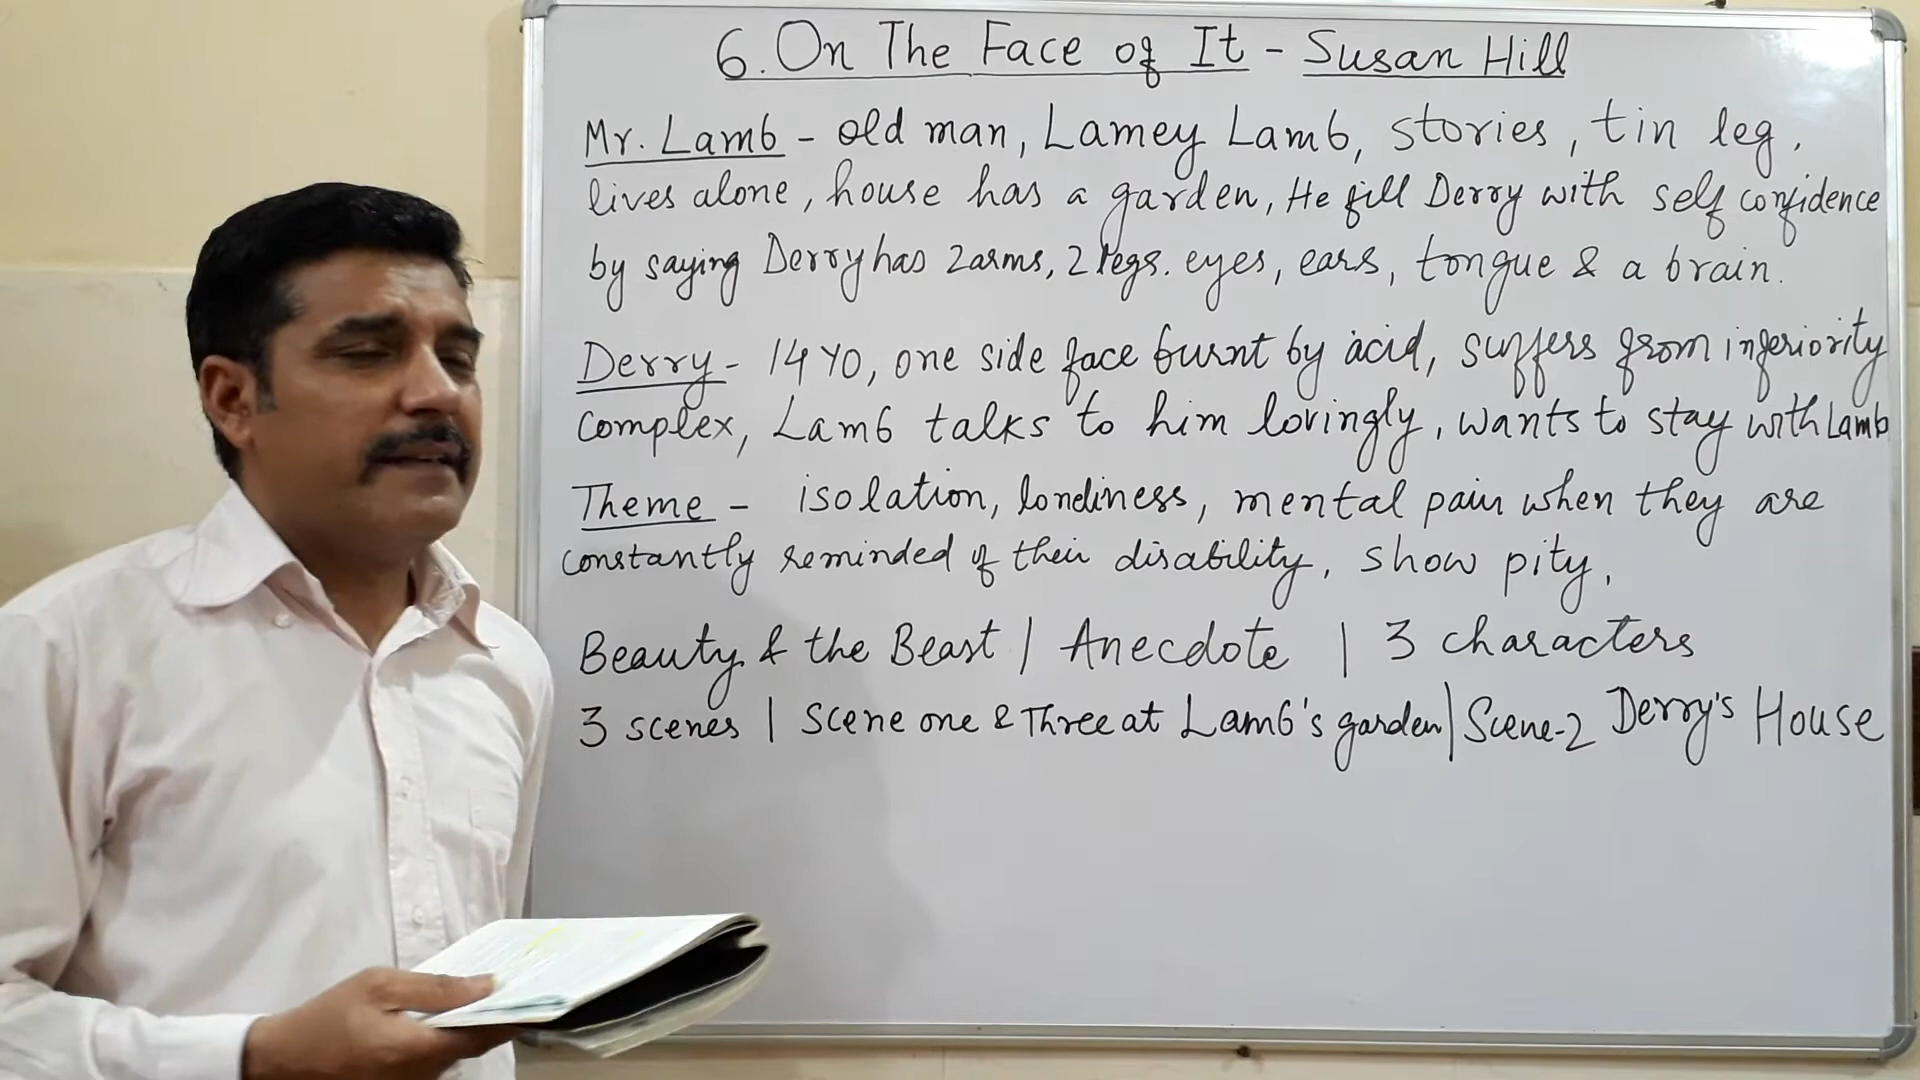 6. On The Face of It - Susan Hill
Mr. Lamb - old man, Lamey Lamb, stories, tin leg,
lives alone, house has a garden, He fill Derry with self confidence
by saying Derry has 2 arms, 2 legs. eyes, ears, tongue & a brain.
Derry - 14 YO, one side face burnt by acid, suffers from inferiority
complex, Lamb talks to him lovingly, wants to stay with Lamb
Theme - isolation, loneliness, mental pain when they are
constantly reminded of their disability, show pity,
Beauty & the Beast | Anecdote | 3 characters
3 scenes | Scene one & Three at Lamb's garden | Scene-2 Derry's House